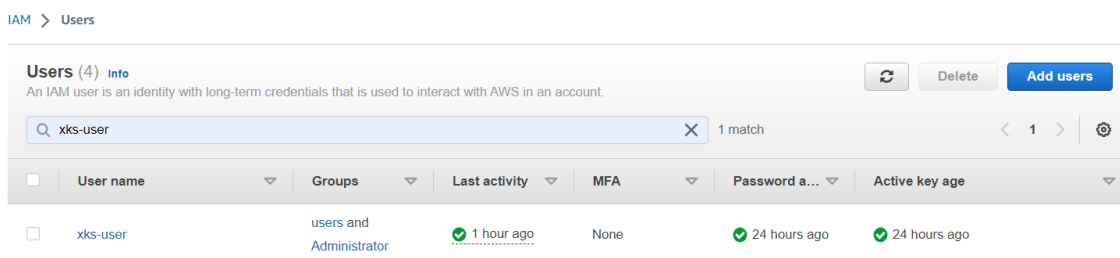 IAM > Users
Users (4) Info
Delete
Add users
An IAM user is an identity with long-term credentials that is used to interact with AWS in an account.
xks-user
1 match
1
User name Groups Last activity MFA Password a... Active key age
xks-user users and Administrator 1 hour ago None 24 hours ago 24 hours ago